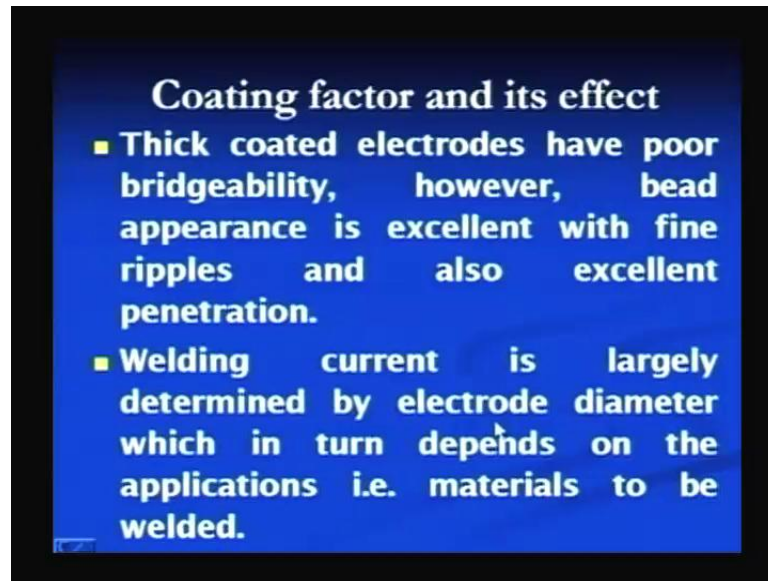 Coating factor and its effect
Thick coated electrodes have poor
bridgeability, however, bead
appearance is excellent with fine
ripples and also excellent
penetration.
Welding current is largely
determined by electrode diameter
which in turn depends on the
applications i.e. materials to be
welded.